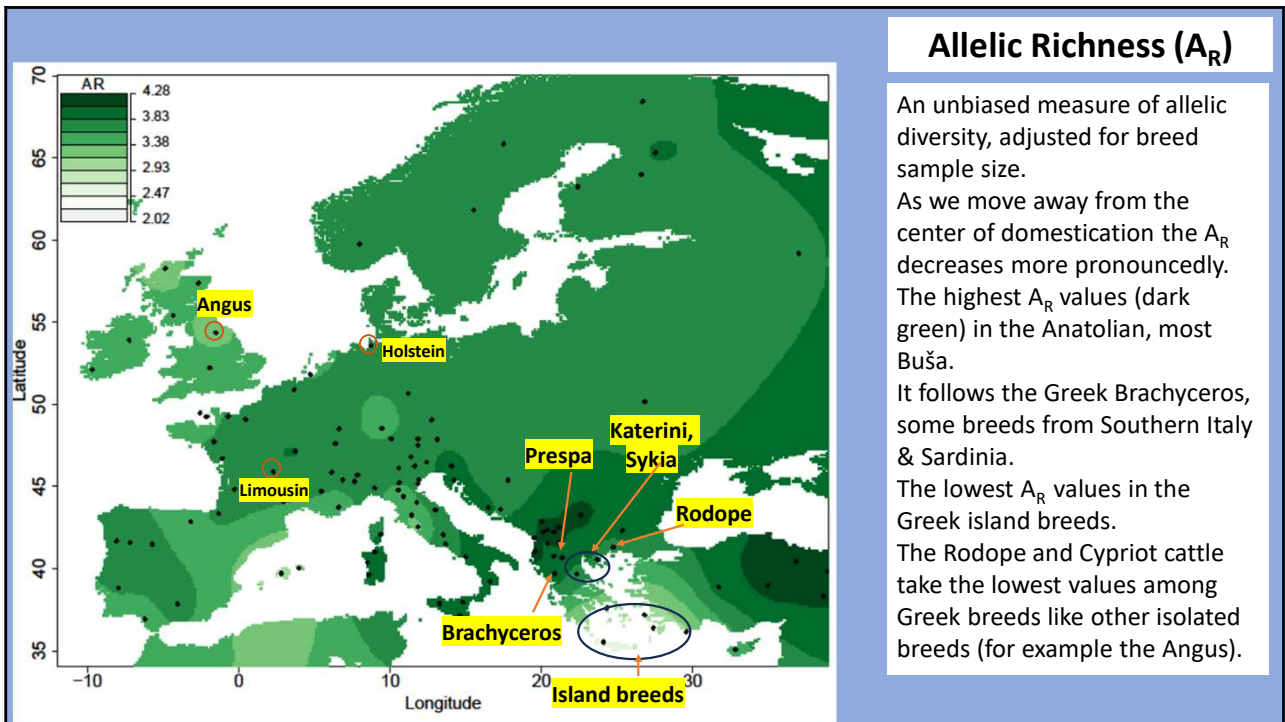 Allelic Richness (AR)
An unbiased measure of allelic
diversity, adjusted for breed
sample size.
As we move away from the
center of domestication the AR
decreases more pronouncedly.
The highest AR values (dark
green) in the Anatolian, most
Buša.
It follows the Greek Brachyceros,
some breeds from Southern Italy
& Sardinia.
The lowest AR values in the
Greek island breeds.
The Rodope and Cypriot cattle
take the lowest values among
Greek breeds like other isolated
breeds (for example the Angus).
AR
4.28
3.83
3.38
2.93
2.47
2.02
70
65
60
55
50
45
40
35
Latitude
Angus
Holstein
Limousin
Katerini,
Sykia
Prespa
Rodope
Brachyceros
Island breeds
−10
0
10
20
30
Longitude